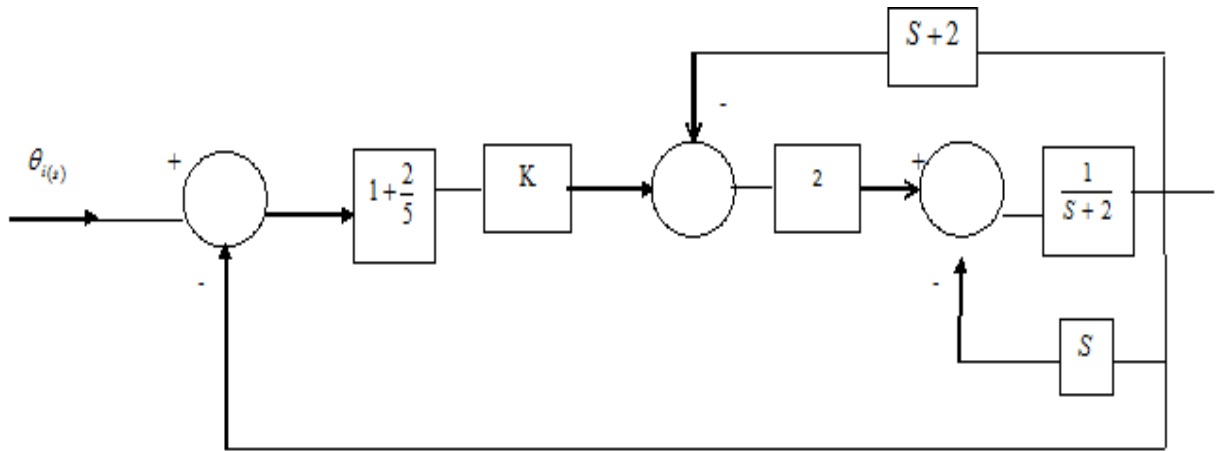 S + 2
-
θi(s)
+
1 + 2/5
K
2
+
1/(S + 2)
-
-
S